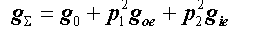 g_Σ = g_0 + p_1^2 g_oe + p_2^2 g_ie